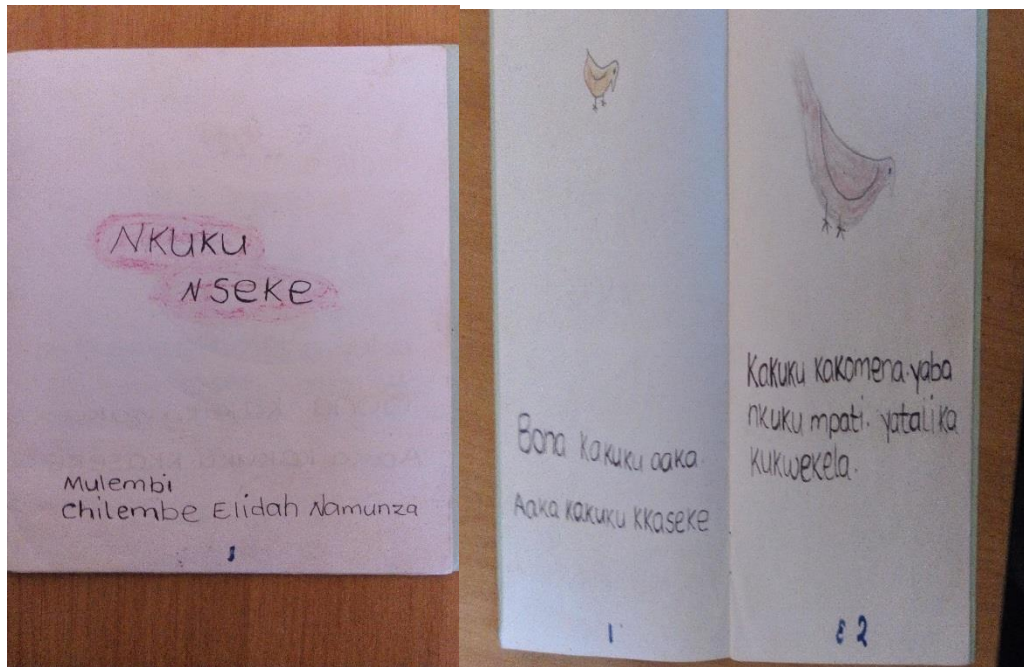 NKUKU
NSEKE
Mulembi
Chilembe Elidah Namunza
1
Bona kakuku aaka.
Aaka kakuku kkaseke
1
Kakuku kakomena. yaba
nkuku mpati. yatalika
kukwekela.
2